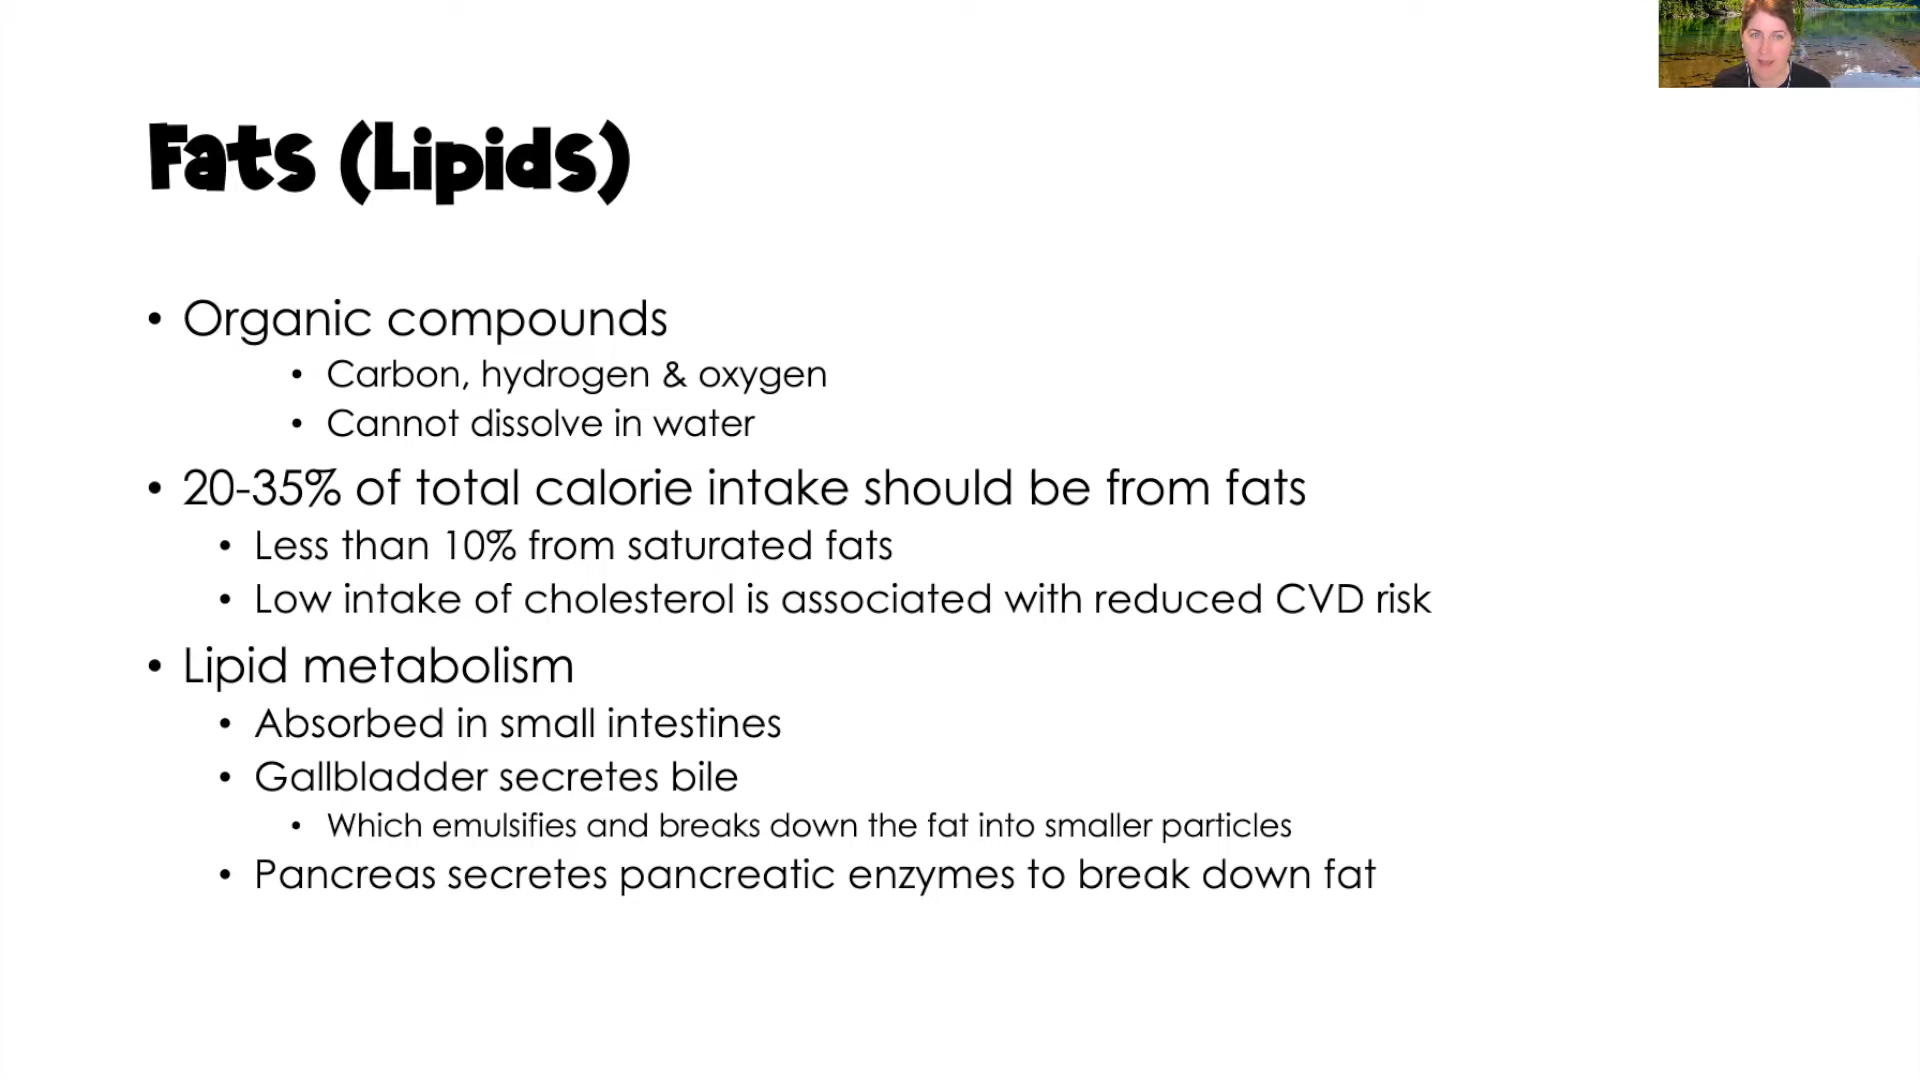 Fats (Lipids)
• Organic compounds
• Carbon, hydrogen & oxygen
• Cannot dissolve in water
• 20-35% of total calorie intake should be from fats
• Less than 10% from saturated fats
• Low intake of cholesterol is associated with reduced CVD risk
• Lipid metabolism
• Absorbed in small intestines
• Gallbladder secretes bile
• Which emulsifies and breaks down the fat into smaller particles
• Pancreas secretes pancreatic enzymes to break down fat